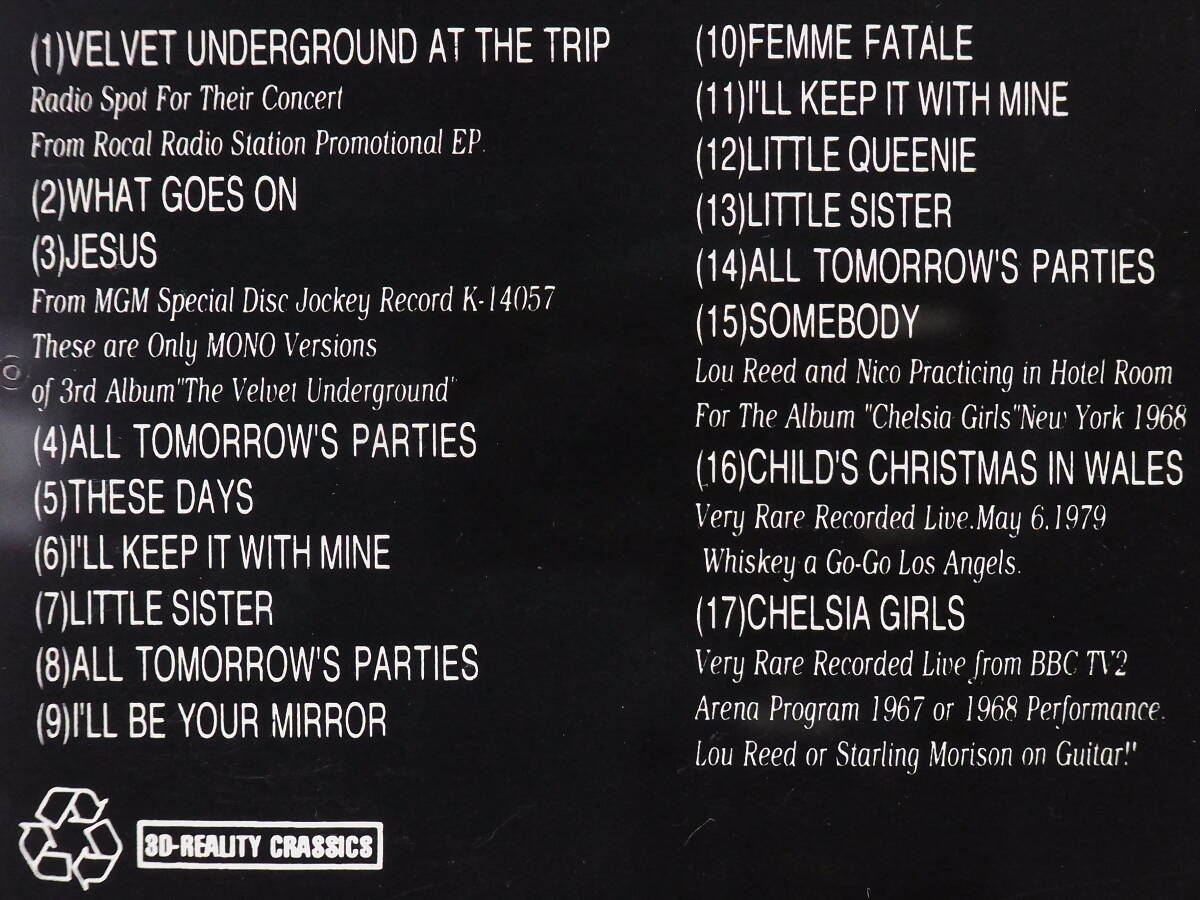 (1)VELVET UNDERGROUND AT THE TRIP
Radio Spot For Their Concert
From Rocal Radio Station Promotional EP.
(2)WHAT GOES ON
(3)JESUS
From MGM Special Disc Jockey Record K-14057
These are Only MONO Versions
of 3rd Album"The Velvet Underground"
(4)ALL TOMORROW'S PARTIES
(5)THESE DAYS
(6)I'LL KEEP IT WITH MINE
(7)LITTLE SISTER
(8)ALL TOMORROW'S PARTIES
(9)I'LL BE YOUR MIRROR
(10)FEMME FATALE
(11)I'LL KEEP IT WITH MINE
(12)LITTLE QUEENIE
(13)LITTLE SISTER
(14)ALL TOMORROW'S PARTIES
(15)SOMEBODY
Lou Reed and Nico Practicing in Hotel Room
For The Album "Chelsia Girls"New York 1968
(16)CHILD'S CHRISTMAS IN WALES
Very Rare Recorded Live.May 6.1979
Whiskey a Go-Go Los Angels.
(17)CHELSIA GIRLS
Very Rare Recorded Live from BBC TV2
Arena Program 1967 or 1968 Performance.
Lou Reed or Starling Morison on Guitar!"
3D-REALITY CRASSICS